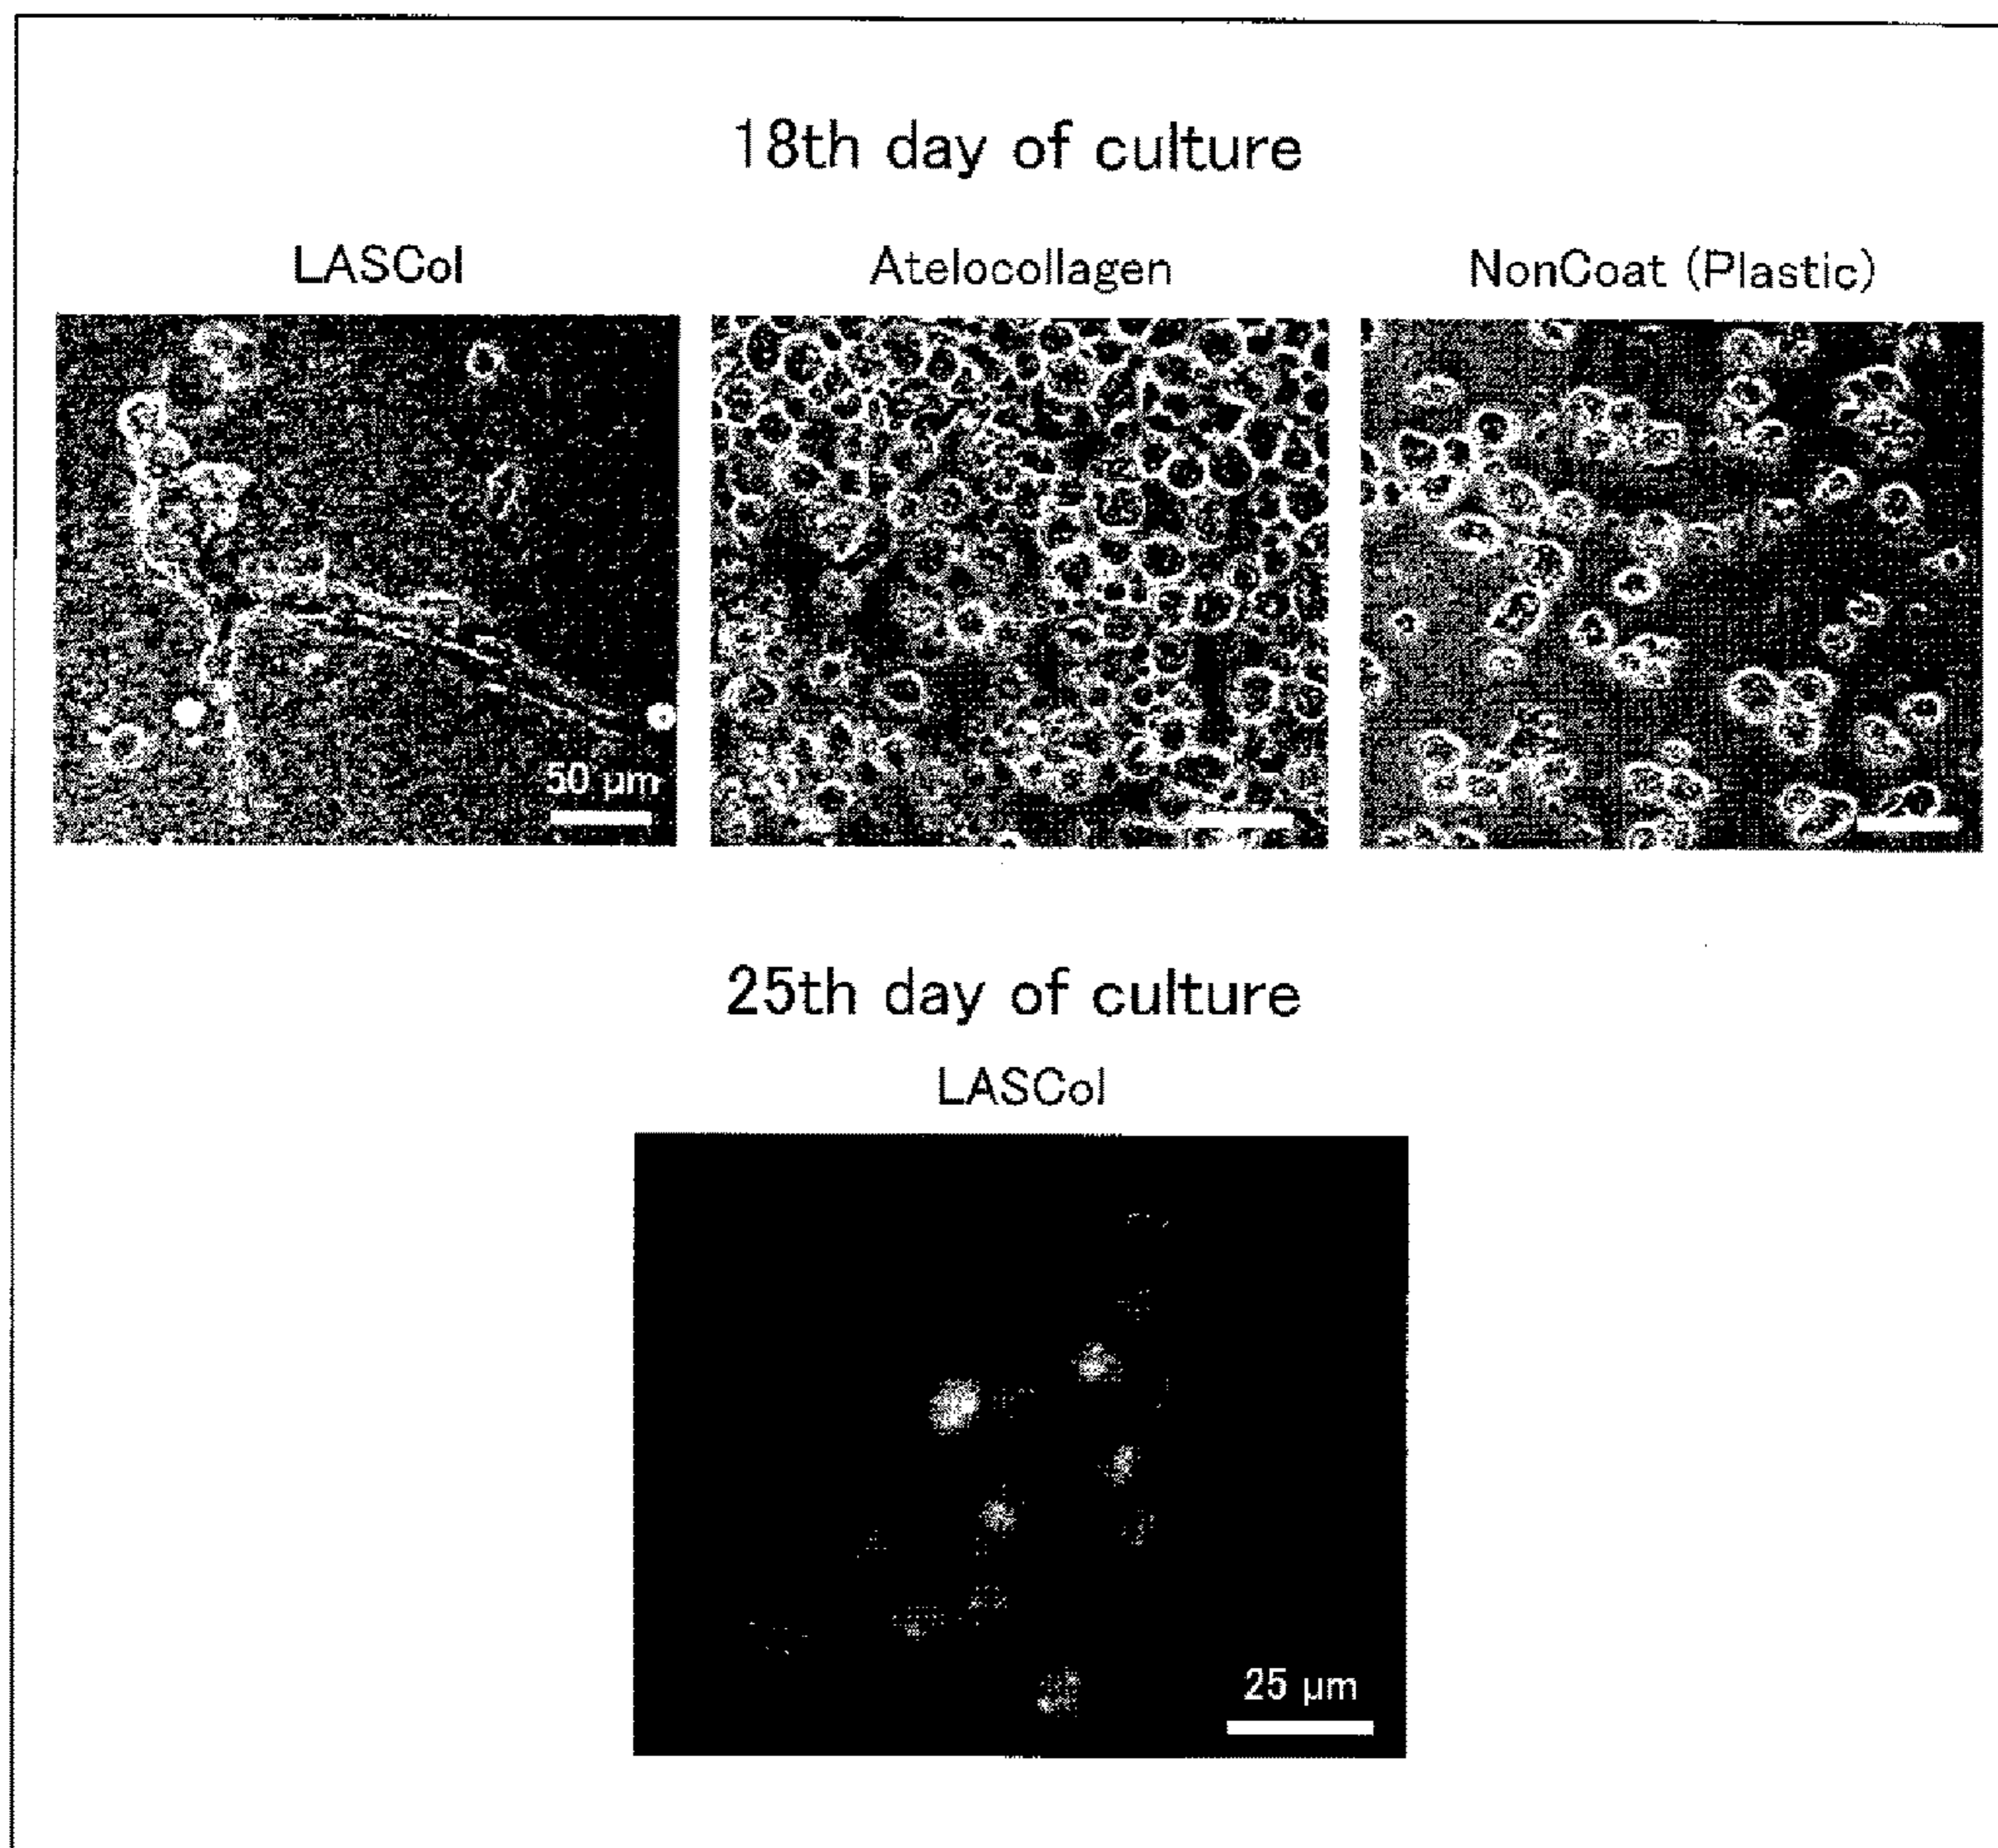 18th day of culture
LASCol
Atelocollagen
NonCoat (Plastic)
50 µm
25th day of culture
LASCol
25 µm